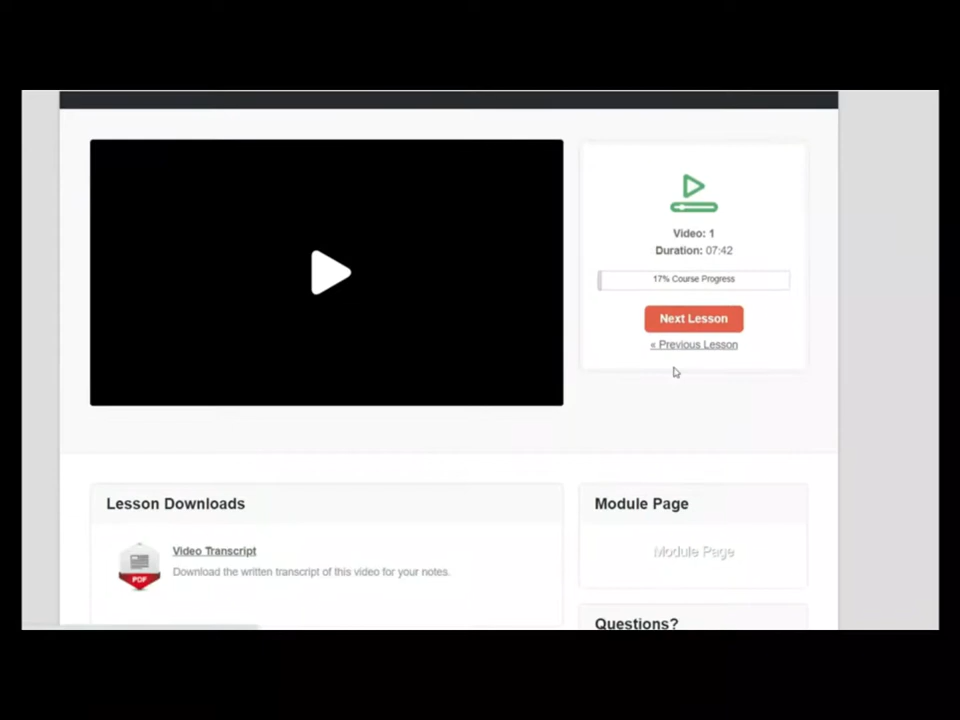 Video: 1
Duration: 07:42
17% Course Progress
Next Lesson
« Previous Lesson
Lesson Downloads
PDF
Video Transcript
Download the written transcript of this video for your notes.
Module Page
Module Page
Questions?